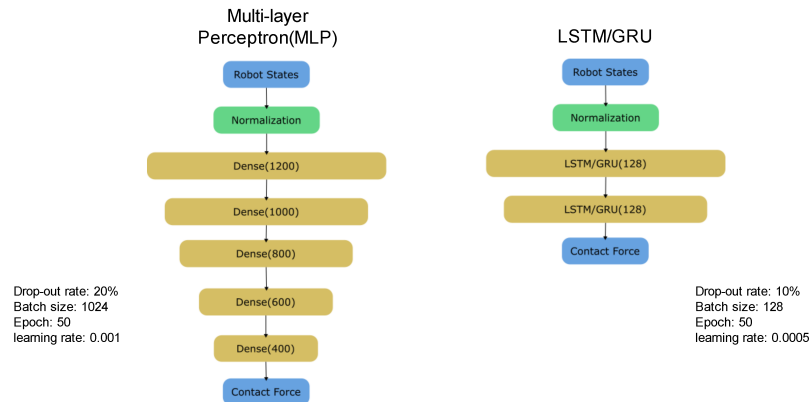 Multi-layer
Perceptron(MLP)
Robot States
Normalization
Dense(1200)
Dense(1000)
Dense(800)
Dense(600)
Dense(400)
Contact Force
Drop-out rate: 20%
Batch size: 1024
Epoch: 50
learning rate: 0.001
LSTM/GRU
Robot States
Normalization
LSTM/GRU(128)
LSTM/GRU(128)
Contact Force
Drop-out rate: 10%
Batch size: 128
Epoch: 50
learning rate: 0.0005